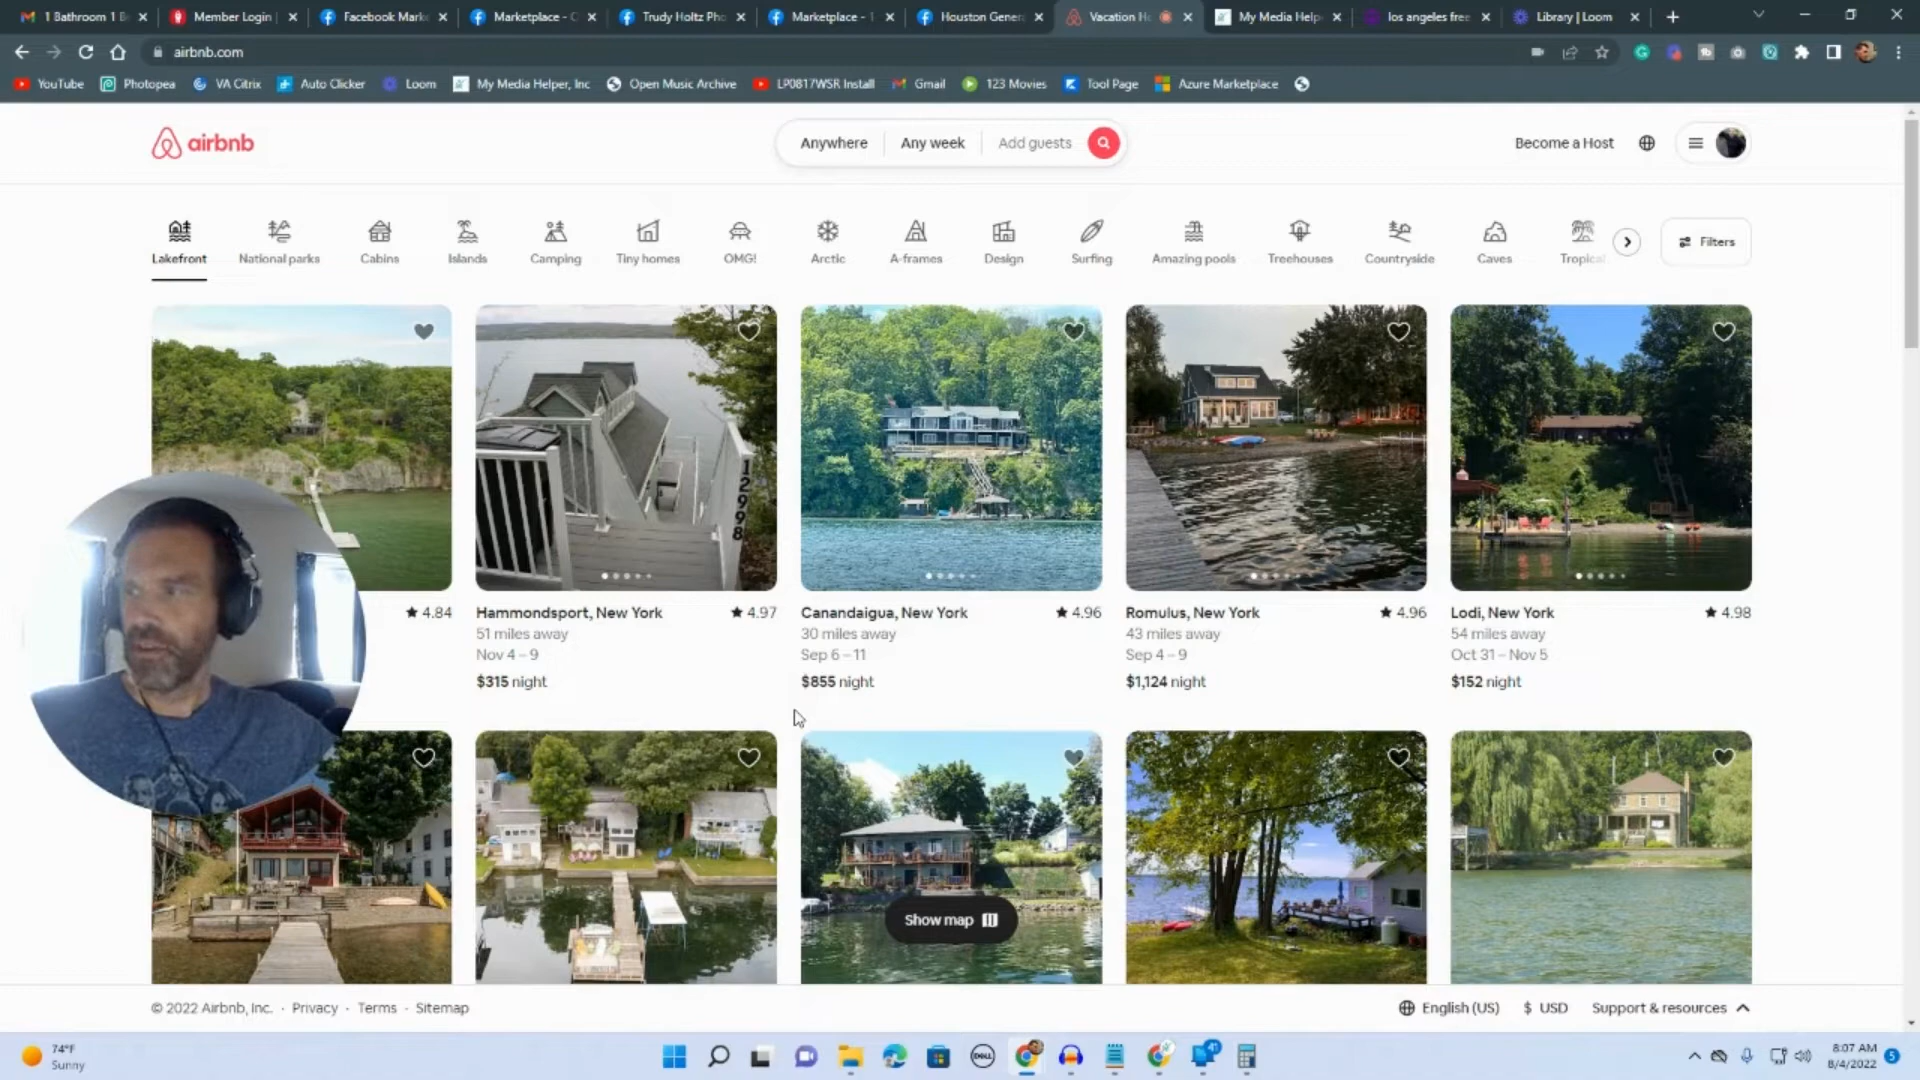 1 Bathroom 1 B
Member Login
Facebook Mark
Marketplace - C
Trudy Holtz Pho
Marketplace - 1
Houston Genera
Vacation H
My Media Help
los angeles free
Library | Loom
airbnb.com
YouTube
Photopea
VA Citrix
Auto Clicker
Loom
My Media Helper, Inc
Open Music Archive
LP0817WSR Install
Gmail
123 Movies
Tool Page
Azure Marketplace
airbnb
Anywhere
Any week
Add guests
Become a Host
Lakefront
National parks
Cabins
Islands
Camping
Tiny homes
OMG!
Arctic
A-frames
Design
Surfing
Amazing pools
Treehouses
Countryside
Caves
Tropical
Filters
12998
4.84
Hammondsport, New York
4.97
51 miles away
Nov 4 – 9
$315 night
Canandaigua, New York
4.96
30 miles away
Sep 6 – 11
$855 night
Romulus, New York
4.96
43 miles away
Sep 4 – 9
$1,124 night
Lodi, New York
4.98
54 miles away
Oct 31 – Nov 5
$152 night
Show map
© 2022 Airbnb, Inc. · Privacy · Terms · Sitemap
English (US)
$ USD
Support & resources
74°F
Sunny
DELL
41
8:07 AM
8/4/2022
5